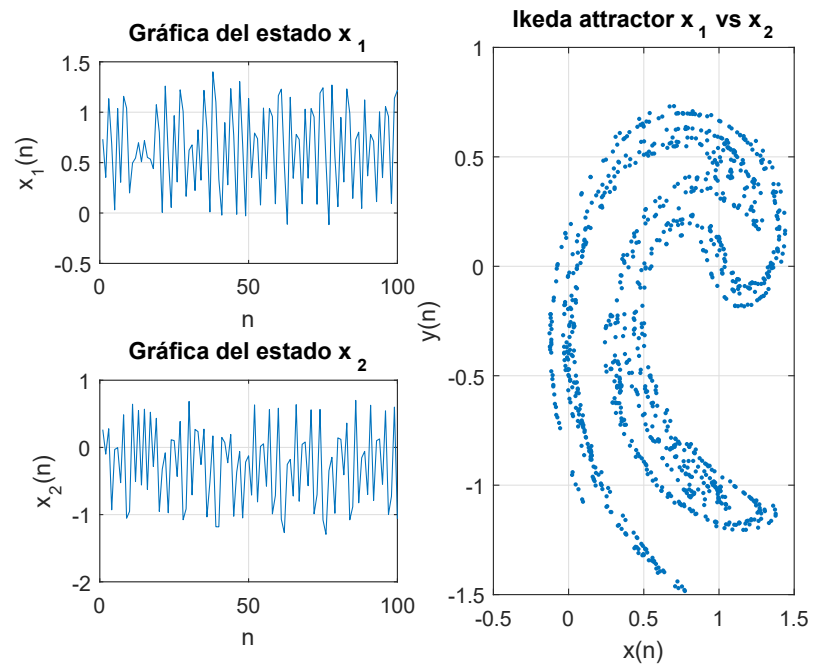 Gráfica del estado x 1
1.5
1
0.5
0
-0.5
0
50
100
x1(n)
n
Gráfica del estado x 2
1
0
-1
-2
0
50
100
x2(n)
n
Ikeda attractor x 1 vs x 2
1
0.5
0
-0.5
-1
-1.5
-0.5
0
0.5
1
1.5
y(n)
x(n)